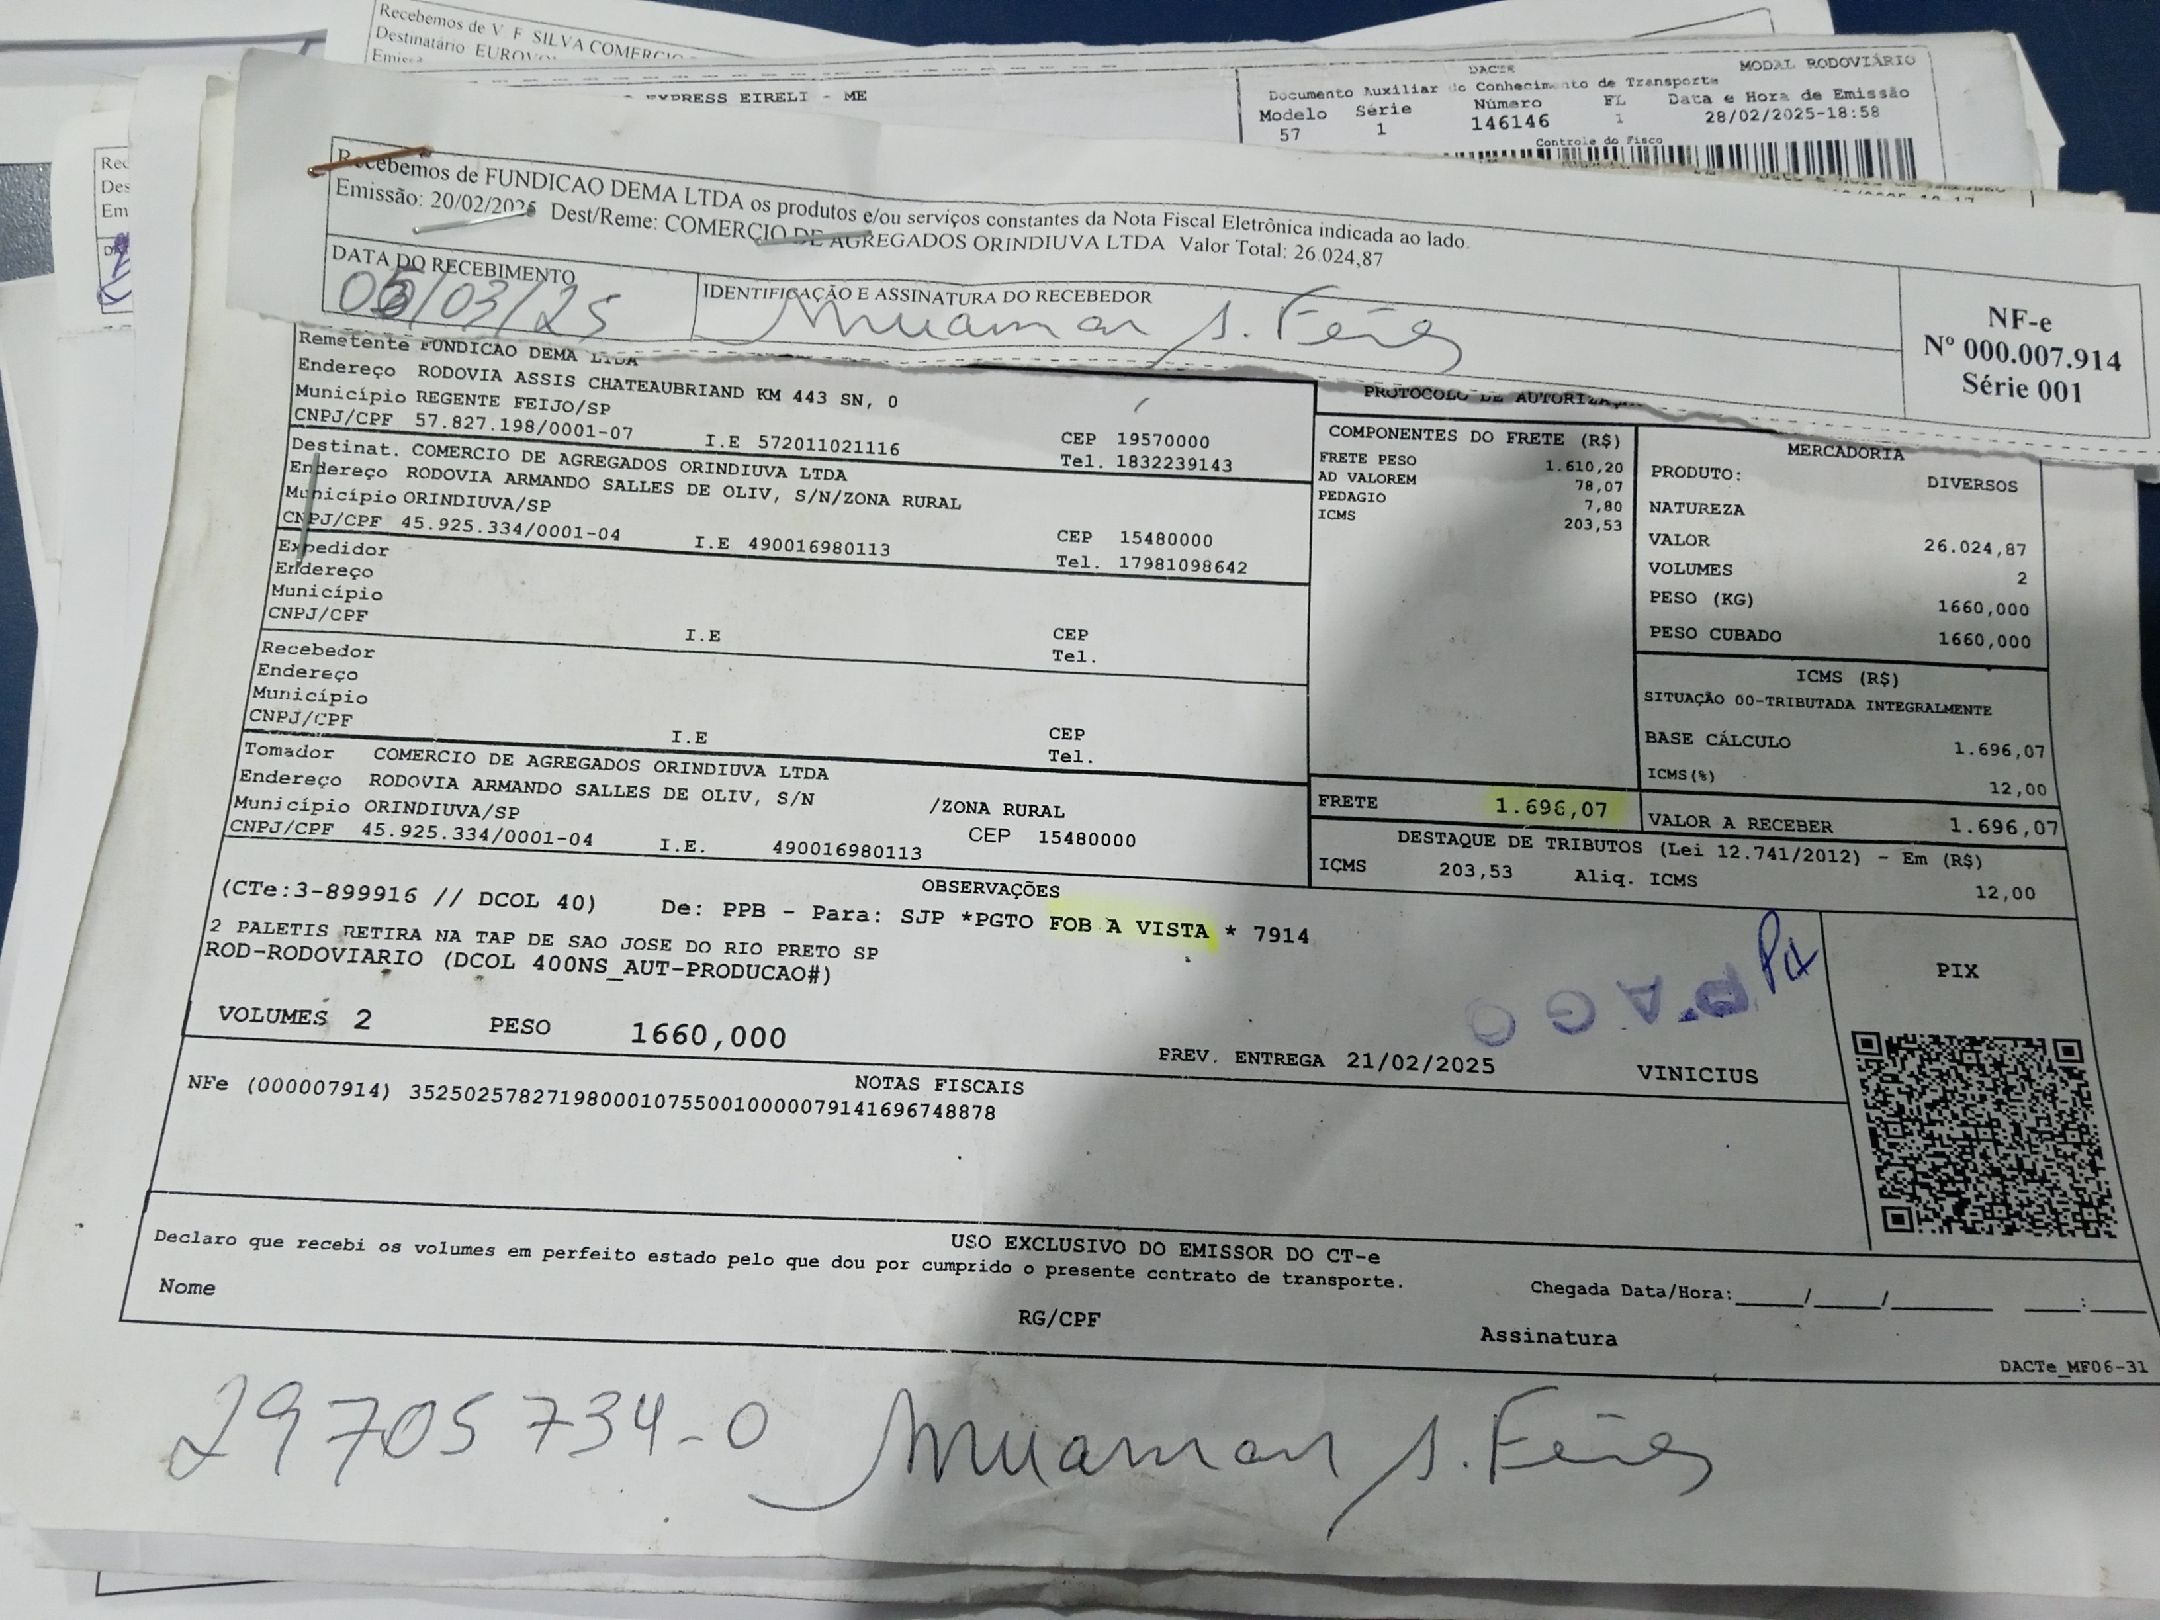 Recebemos de V F SILVA COMERCIO
Destinatário
- EXPRESS EIRELI - ME
DACTE
MODAL RODOVIÁRIO
Documento Auxiliar do Conhecimento de Transporte
Modelo Série Número FL Data e Hora de Emissão
57 1 146146 1 28/02/2025-18:58
Controle do Fisco
Rec
Des
Em
Recebemos de FUNDICAO DEMA LTDA os produtos e/ou serviços constantes da Nota Fiscal Eletrônica indicada ao lado.
Emissão: 20/02/2025 Dest/Reme: COMERCIO DE AGREGADOS ORINDIUVA LTDA Valor Total: 26.024,87
DATA DO RECEBIMENTO
/03/25
IDENTIFICAÇÃO E ASSINATURA DO RECEBEDOR
NF-e
Nº 000.007.914
Série 001
Remetente FUNDICAO DEMA LTDA
Endereço RODOVIA ASSIS CHATEAUBRIAND KM 443 SN, 0
Município REGENTE FEIJO/SP
CNPJ/CPF 57.827.198/0001-07 I.E 572011021116 CEP 19570000
Tel. 1832239143
Destinat. COMERCIO DE AGREGADOS ORINDIUVA LTDA
Endereço RODOVIA ARMANDO SALLES DE OLIV, S/N/ZONA RURAL
Município ORINDIUVA/SP
CNPJ/CPF 45.925.334/0001-04 I.E 490016980113 CEP 15480000
Tel. 17981098642
Expedidor
Endereço
Município
CNPJ/CPF I.E CEP
Tel.
Recebedor
Endereço
Município
CNPJ/CPF I.E CEP
Tel.
Tomador COMERCIO DE AGREGADOS ORINDIUVA LTDA
Endereço RODOVIA ARMANDO SALLES DE OLIV, S/N /ZONA RURAL
Município ORINDIUVA/SP CEP 15480000
CNPJ/CPF 45.925.334/0001-04 I.E. 490016980113
PROTOCOLO DE
COMPONENTES DO FRETE (R$)
FRETE PESO 1.610,20
AD VALOREM 78,07
PEDAGIO 7,80
ICMS 203,53
FRETE 1.696,07
MERCADORIA
PRODUTO: DIVERSOS
NATUREZA
VALOR 26.024,87
VOLUMES 2
PESO (KG) 1660,000
PESO CUBADO 1660,000
ICMS (R$)
SITUAÇÃO 00-TRIBUTADA INTEGRALMENTE
BASE CÁLCULO 1.696,07
ICMS(%) 12,00
VALOR A RECEBER 1.696,07
DESTAQUE DE TRIBUTOS (Lei 12.741/2012) - Em (R$)
ICMS 203,53 Aliq. ICMS 12,00
OBSERVAÇÕES
(CTe:3-899916 // DCOL 40) De: PPB - Para: SJP *PGTO FOB A VISTA * 7914
2 PALETIS RETIRA NA TAP DE SAO JOSE DO RIO PRETO SP
ROD-RODOVIARIO (DCOL 400NS_AUT-PRODUCAO#)
PAGO
PIX
VOLUMES 2 PESO 1660,000
PREV. ENTREGA 21/02/2025 VINICIUS
NOTAS FISCAIS
NFe (000007914) 35250257827198000107550010000079141696748878
USO EXCLUSIVO DO EMISSOR DO CT-e
Declaro que recebi os volumes em perfeito estado pelo que dou por cumprido o presente contrato de transporte.
Nome RG/CPF Assinatura
Chegada Data/Hora:_____/_____/_______ ____:____
DACTe_MF06-31
29705734-0